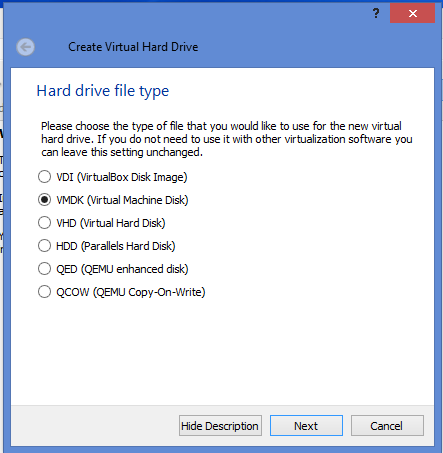 ?
Create Virtual Hard Drive
Hard drive file type
Please choose the type of file that you would like to use for the new virtual
hard drive. If you do not need to use it with other virtualization software you
can leave this setting unchanged.
VDI (VirtualBox Disk Image)
VMDK (Virtual Machine Disk)
VHD (Virtual Hard Disk)
HDD (Parallels Hard Disk)
QED (QEMU enhanced disk)
QCOW (QEMU Copy-On-Write)
Hide Description Next Cancel